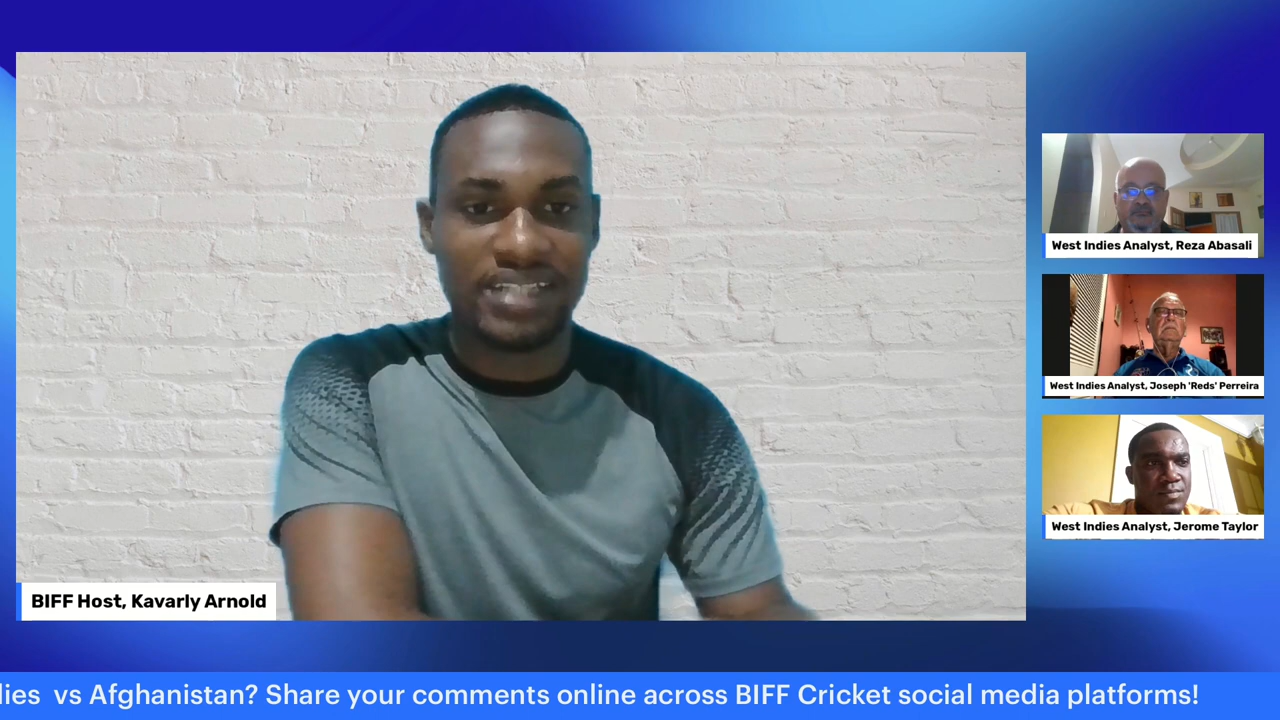 West Indies Analyst, Reza Abasali
West Indies Analyst, Joseph 'Reds' Perreira
West Indies Analyst, Jerome Taylor
BIFF Host, Kavarly Arnold
lies vs Afghanistan? Share your comments online across BIFF Cricket social media platforms!